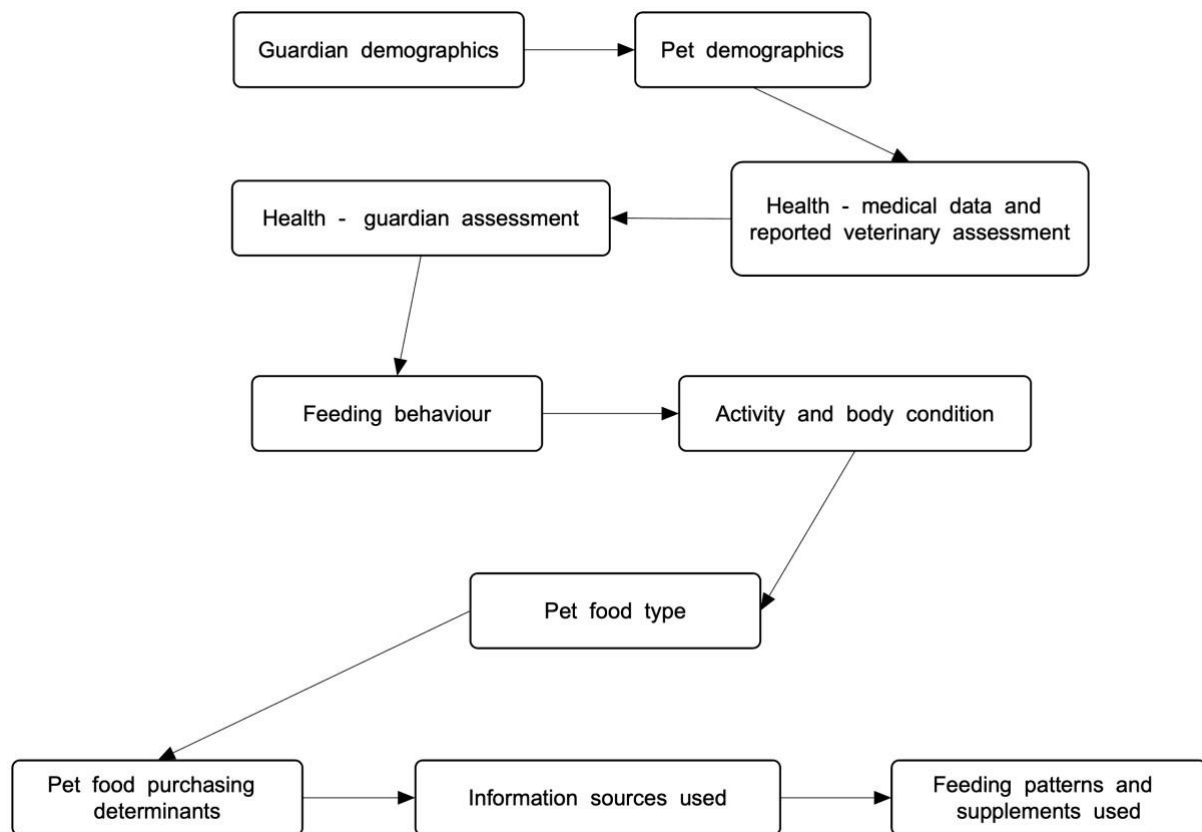 Guardian demographics
Pet demographics
Health - medical data and
reported veterinary assessment
Health - guardian assessment
Feeding behaviour
Activity and body condition
Pet food type
Pet food purchasing
determinants
Information sources used
Feeding patterns and
supplements used